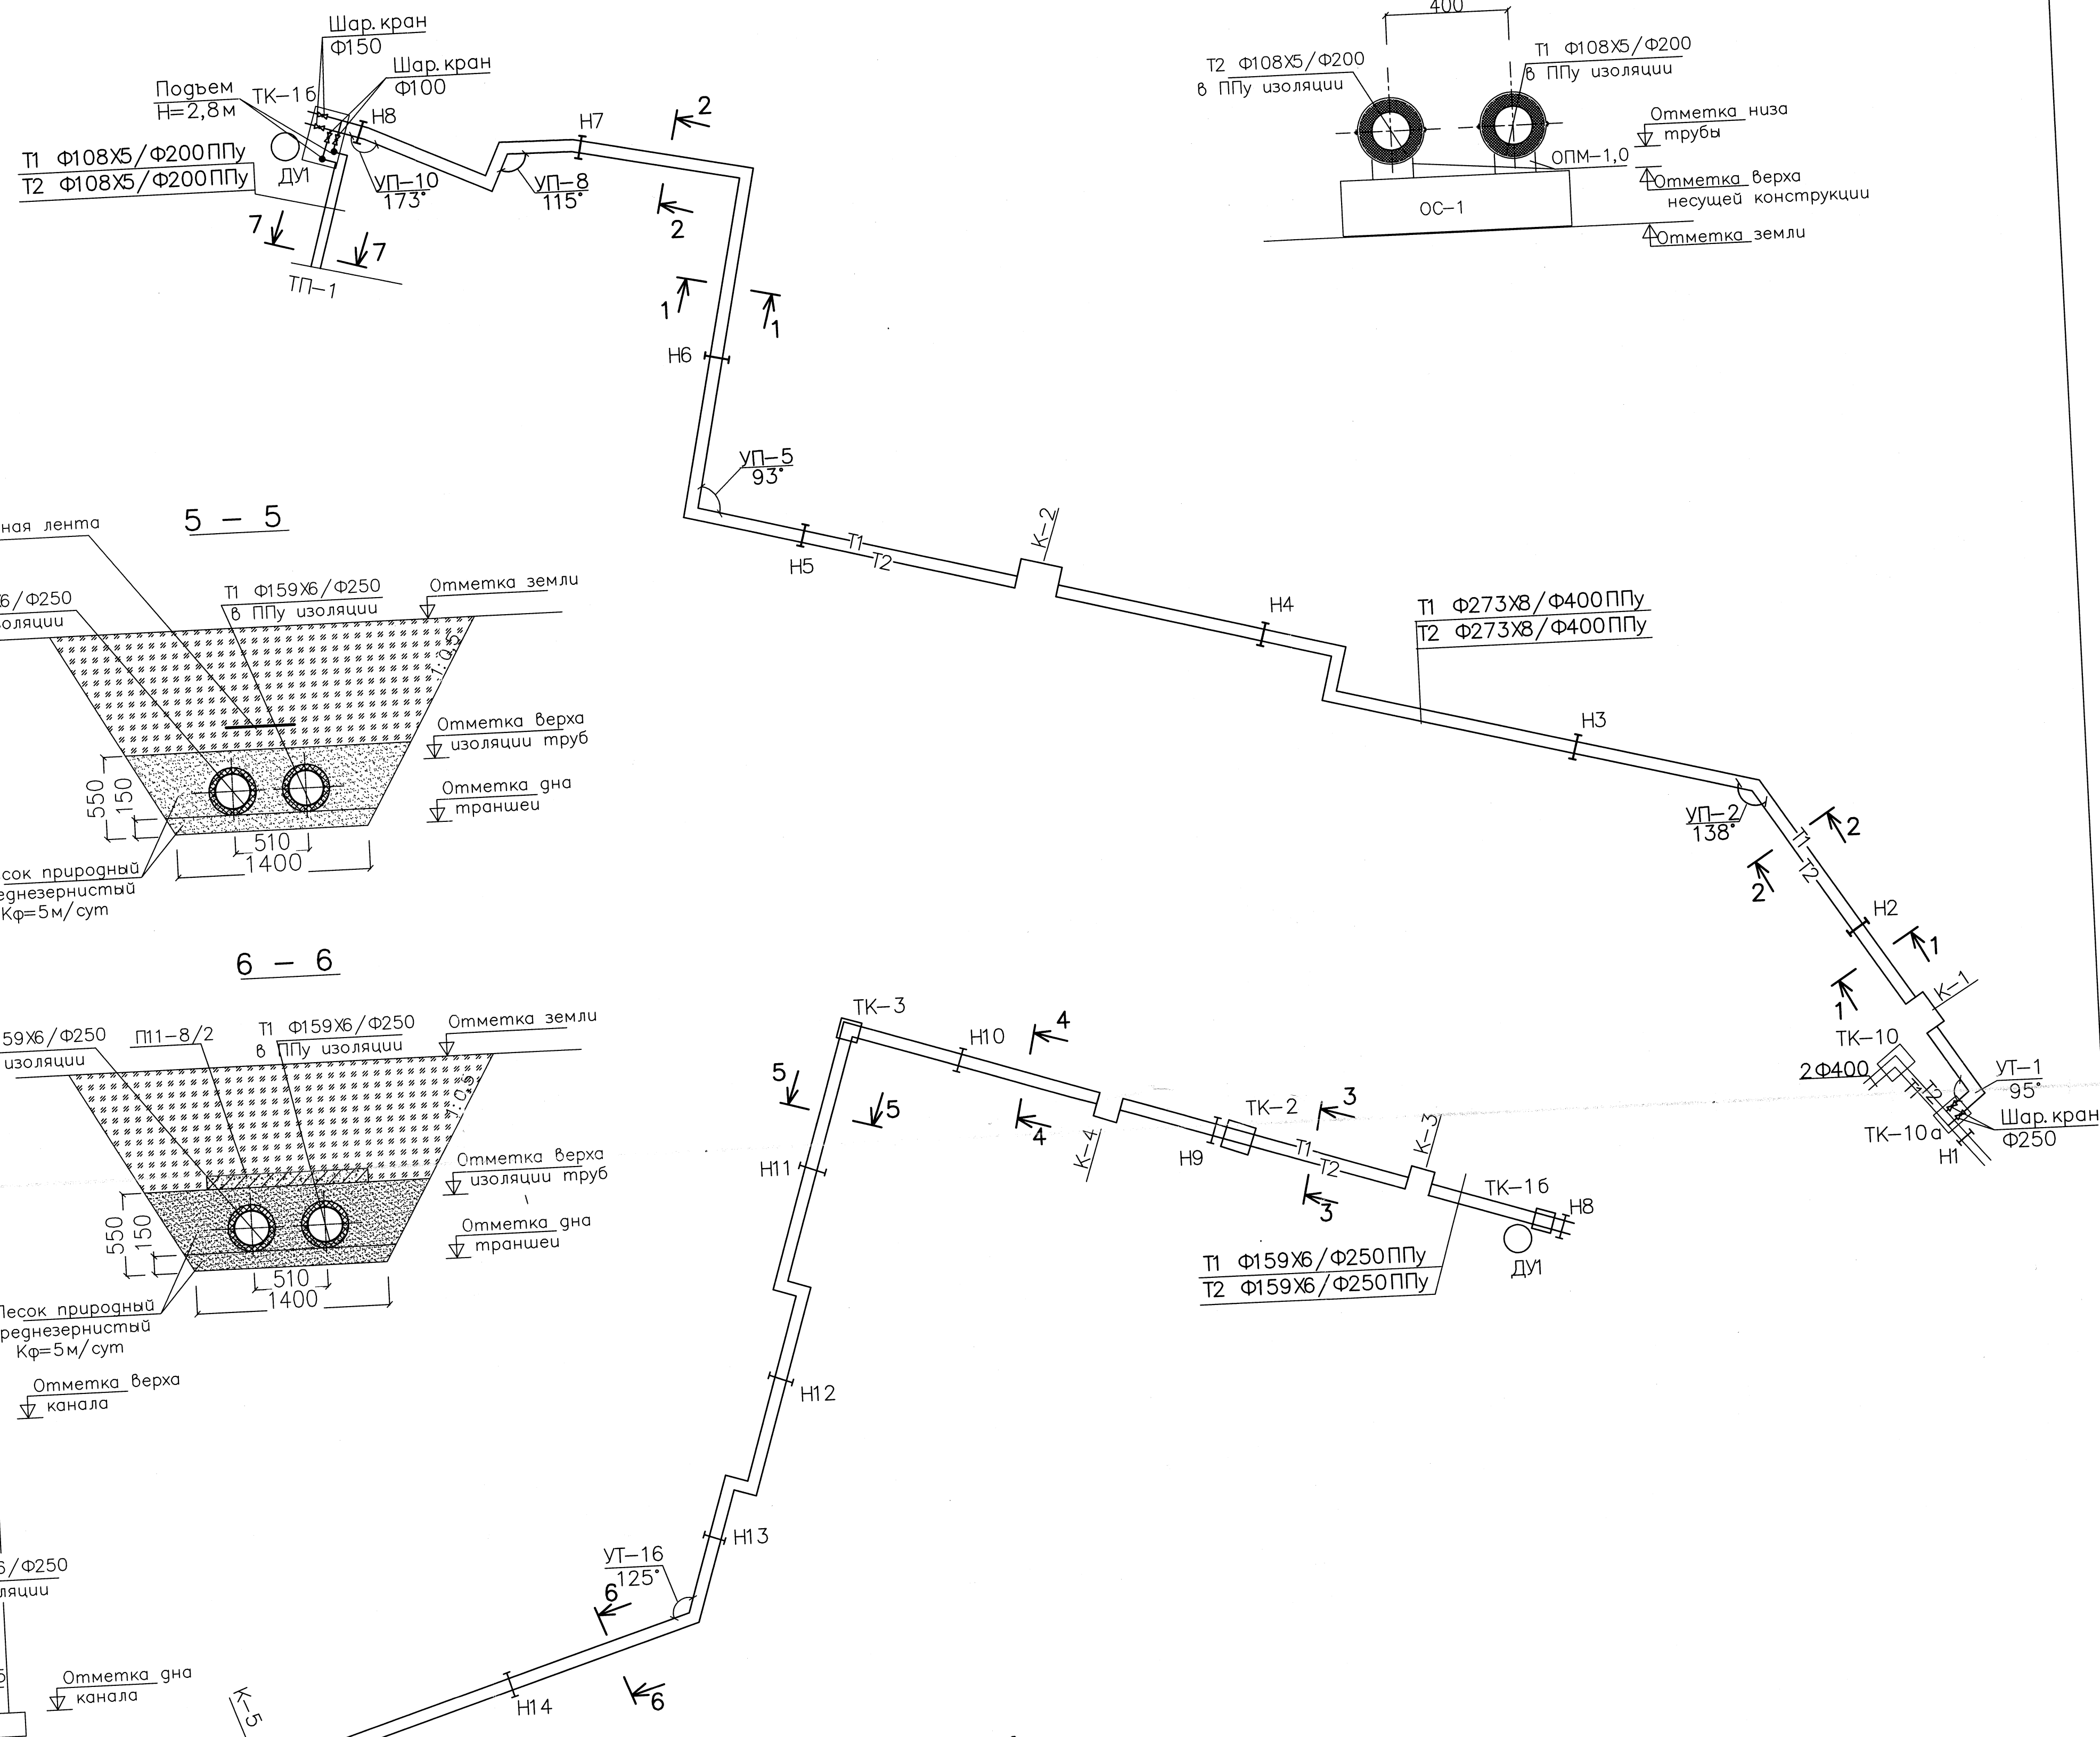 Шар. кран
Ф150
Шар. кран
Ф100
Подъем
Н=2,8м
ТК-1б
Н8
Т1 Ф108Х5/Ф200ППу
Т2 Ф108Х5/Ф200ППу
ДУ1
УП-10
173°
7
7
ТП-1
УП-8
115°
Н7
2
2
1
1
Н6
УП-5
93°
Н5
Т1
Т2
К-2
Н4
Т1 Ф273Х8/Ф400ППу
Т2 Ф273Х8/Ф400ППу
Н3
УП-2
138°
Т1
Т2
2
2
Н2
1
1
К-1
ТК-10
2Ф400
Т1
Т2
УТ-1
95°
Шар. кран
Ф250
ТК-10а
Н1
400
Т2 Ф108Х5/Ф200
в ППу изоляции
Т1 Ф108Х5/Ф200
в ППу изоляции
Отметка низа
трубы
ОПМ-1,0
Отметка верха
несущей конструкции
ОС-1
Отметка земли
5 - 5
ная лента
6/Ф250
оляции
Т1 Ф159Х6/Ф250
в ППу изоляции
Отметка земли
1:0,5
Отметка верха
изоляции труб
Отметка дна
траншеи
550
150
510
1400
сок природный
еднезернистый
Кф=5м/сут
6 - 6
59Х6/Ф250
изоляции
П11-8/2
Т1 Ф159Х6/Ф250
в ППу изоляции
Отметка земли
1:0,5
Отметка верха
изоляции труб
Отметка дна
траншеи
550
150
510
1400
Песок природный
реднезернистый
Кф=5м/сут
Отметка верха
канала
6/Ф250
ляции
Отметка дна
канала
К-5
ТК-3
Н10
4
4
5
5
К-4
Н9
ТК-2
Т1
Т2
3
3
К-3
ТК-1б
Н8
ДУ1
Т1 Ф159Х6/Ф250ППу
Т2 Ф159Х6/Ф250ППу
Н11
Н12
Н13
УТ-16
125°
6
6
Н14